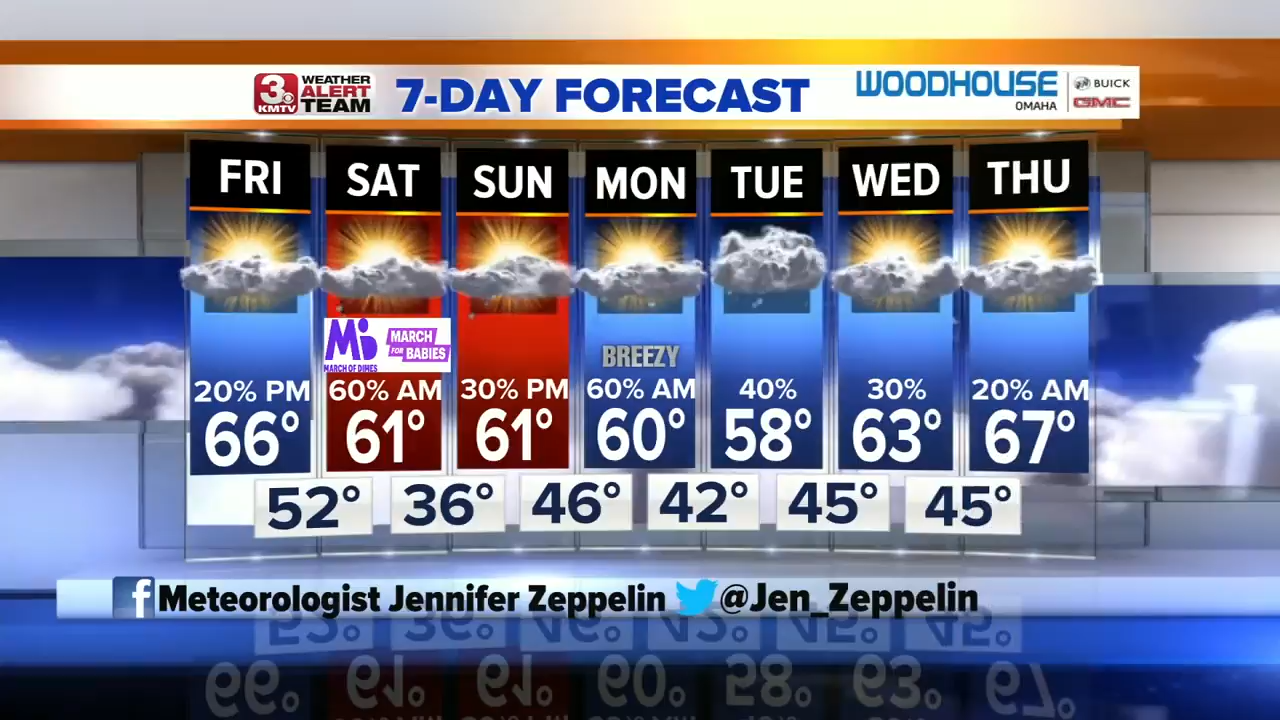 3 KMTV WEATHER ALERT TEAM 7-DAY FORECAST WOODHOUSE OMAHA BUICK GMC
FRI SAT SUN MON TUE WED THU
M MARCH OF DIMES MARCH FOR BABIES
BREEZY
20% PM 60% AM 30% PM 60% AM 40% 30% 20% AM
66° 61° 61° 60° 58° 63° 67°
52° 36° 46° 42° 45° 45°
f Meteorologist Jennifer Zeppelin @Jen_Zeppelin